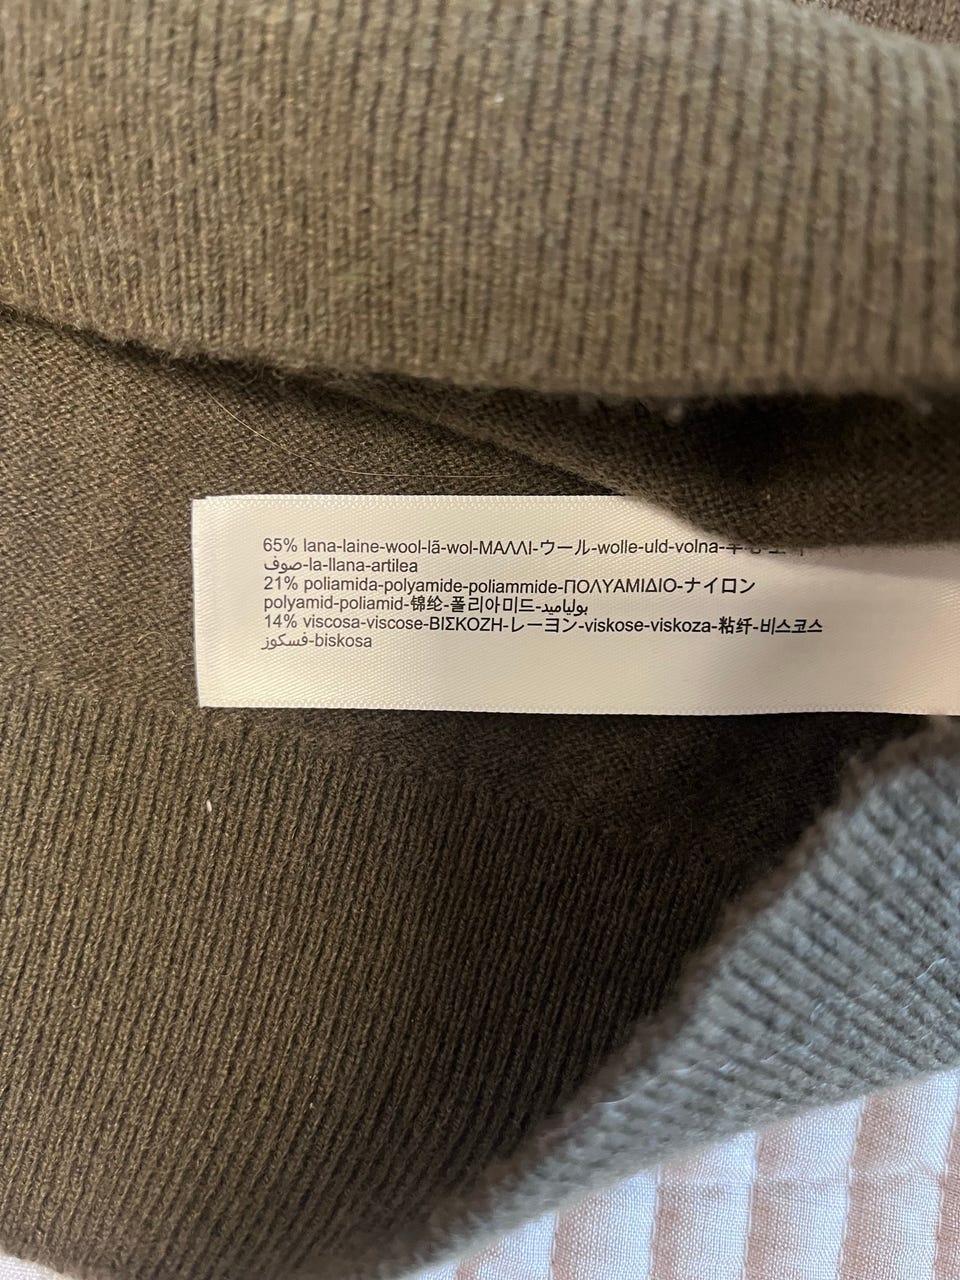 65% lana-laine-wool-lã-wol-ΜΑΛΛΙ-ウール-wolle-uld-volna-
صوف-la-llana-artilea
21% poliamida-polyamide-poliammide-ΠΟΛΥΑΜΙΔΙΟ-ナイロン
polyamid-poliamid-锦纶-폴리아미드-بولياميد
14% viscosa-viscose-ΒΙΣΚΟΖΗ-レーヨン-viskose-viskoza-粘纤-비스코스
فسكوز-biskosa